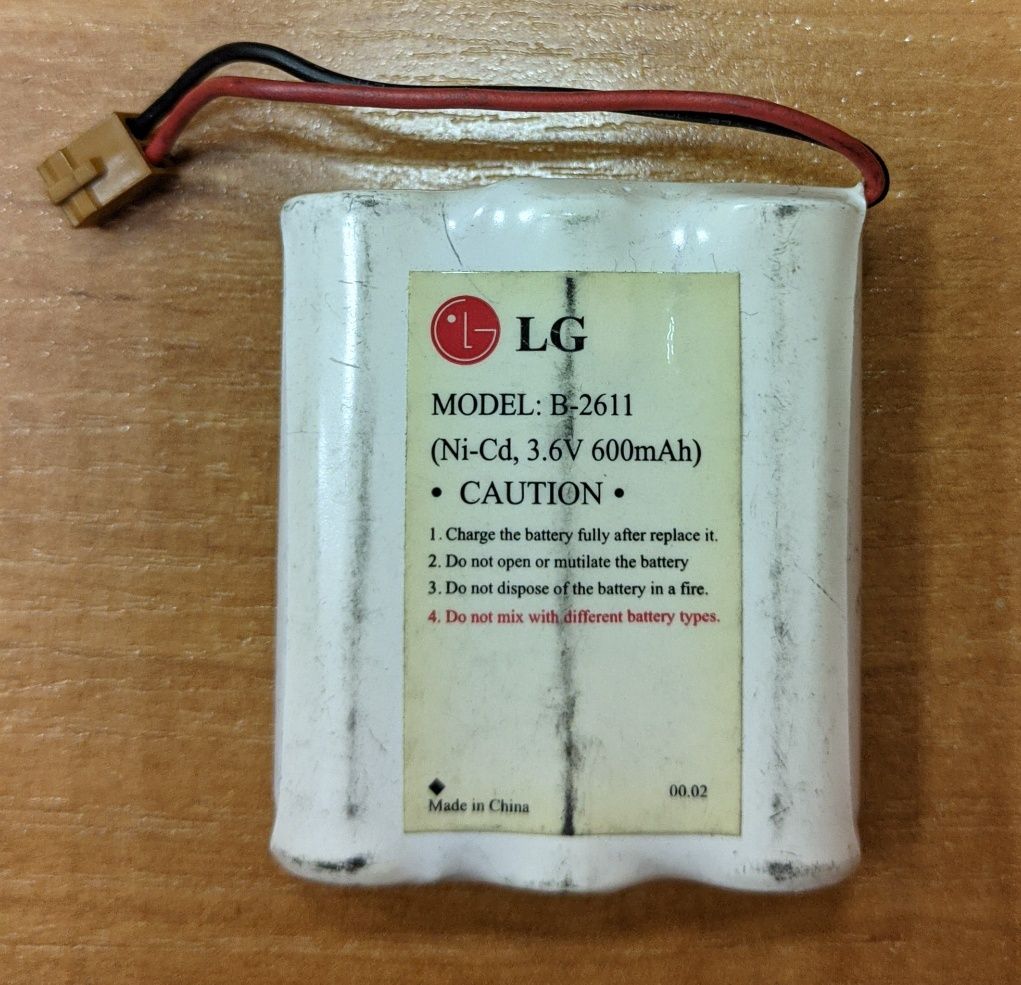 LG
MODEL: B-2611
(Ni-Cd, 3.6V 600mAh)
• CAUTION •
1. Charge the battery fully after replace it.
2. Do not open or mutilate the battery
3. Do not dispose of the battery in a fire.
4. Do not mix with different battery types.
Made in China
00.02